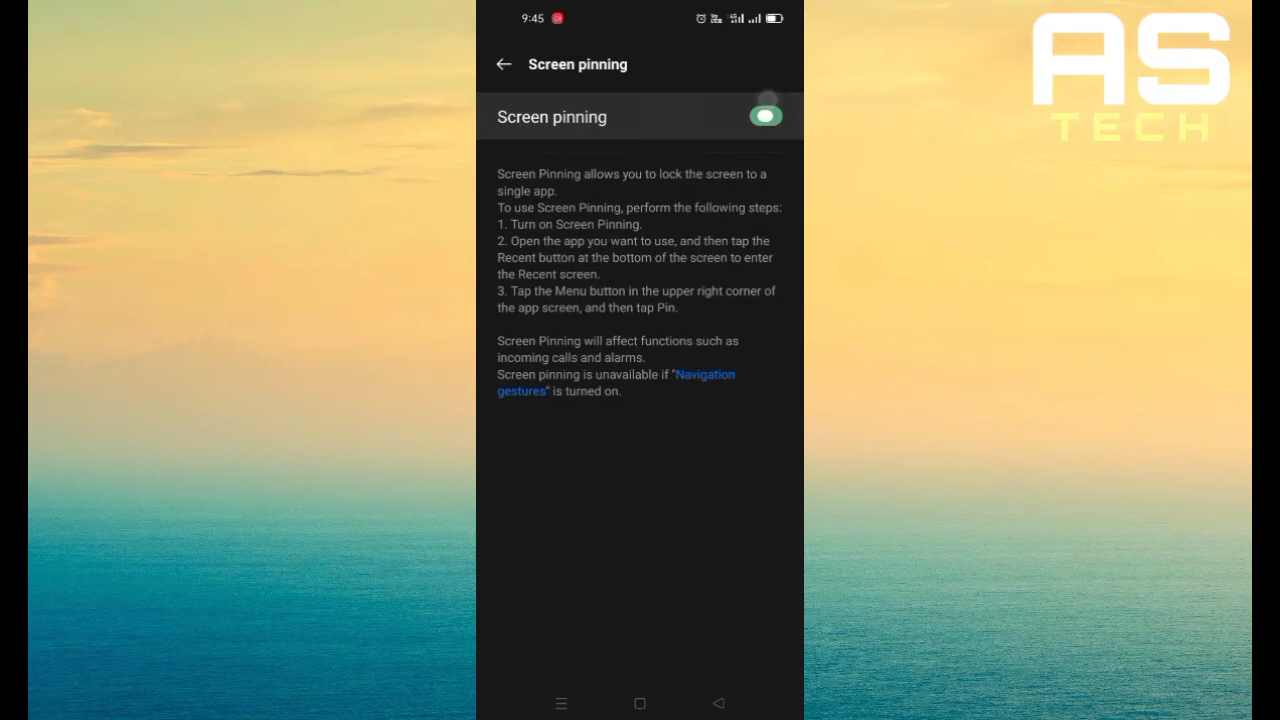 9:45
Screen pinning
Screen pinning
Screen Pinning allows you to lock the screen to a
single app.
To use Screen Pinning, perform the following steps:
1. Turn on Screen Pinning.
2. Open the app you want to use, and then tap the
Recent button at the bottom of the screen to enter
the Recent screen.
3. Tap the Menu button in the upper right corner of
the app screen, and then tap Pin.
Screen Pinning will affect functions such as
incoming calls and alarms.
Screen pinning is unavailable if "Navigation
gestures" is turned on.
AS
TECH